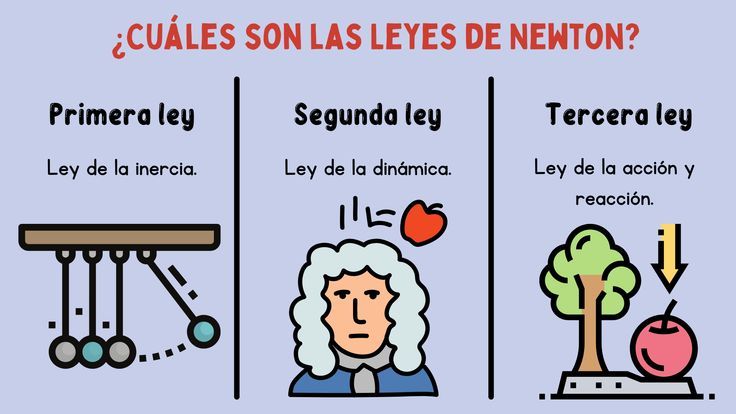 ¿CUÁLES SON LAS LEYES DE NEWTON?
Primera ley
Ley de la inercia.
Segunda ley
Ley de la dinámica.
Tercera ley
Ley de la acción y
reacción.